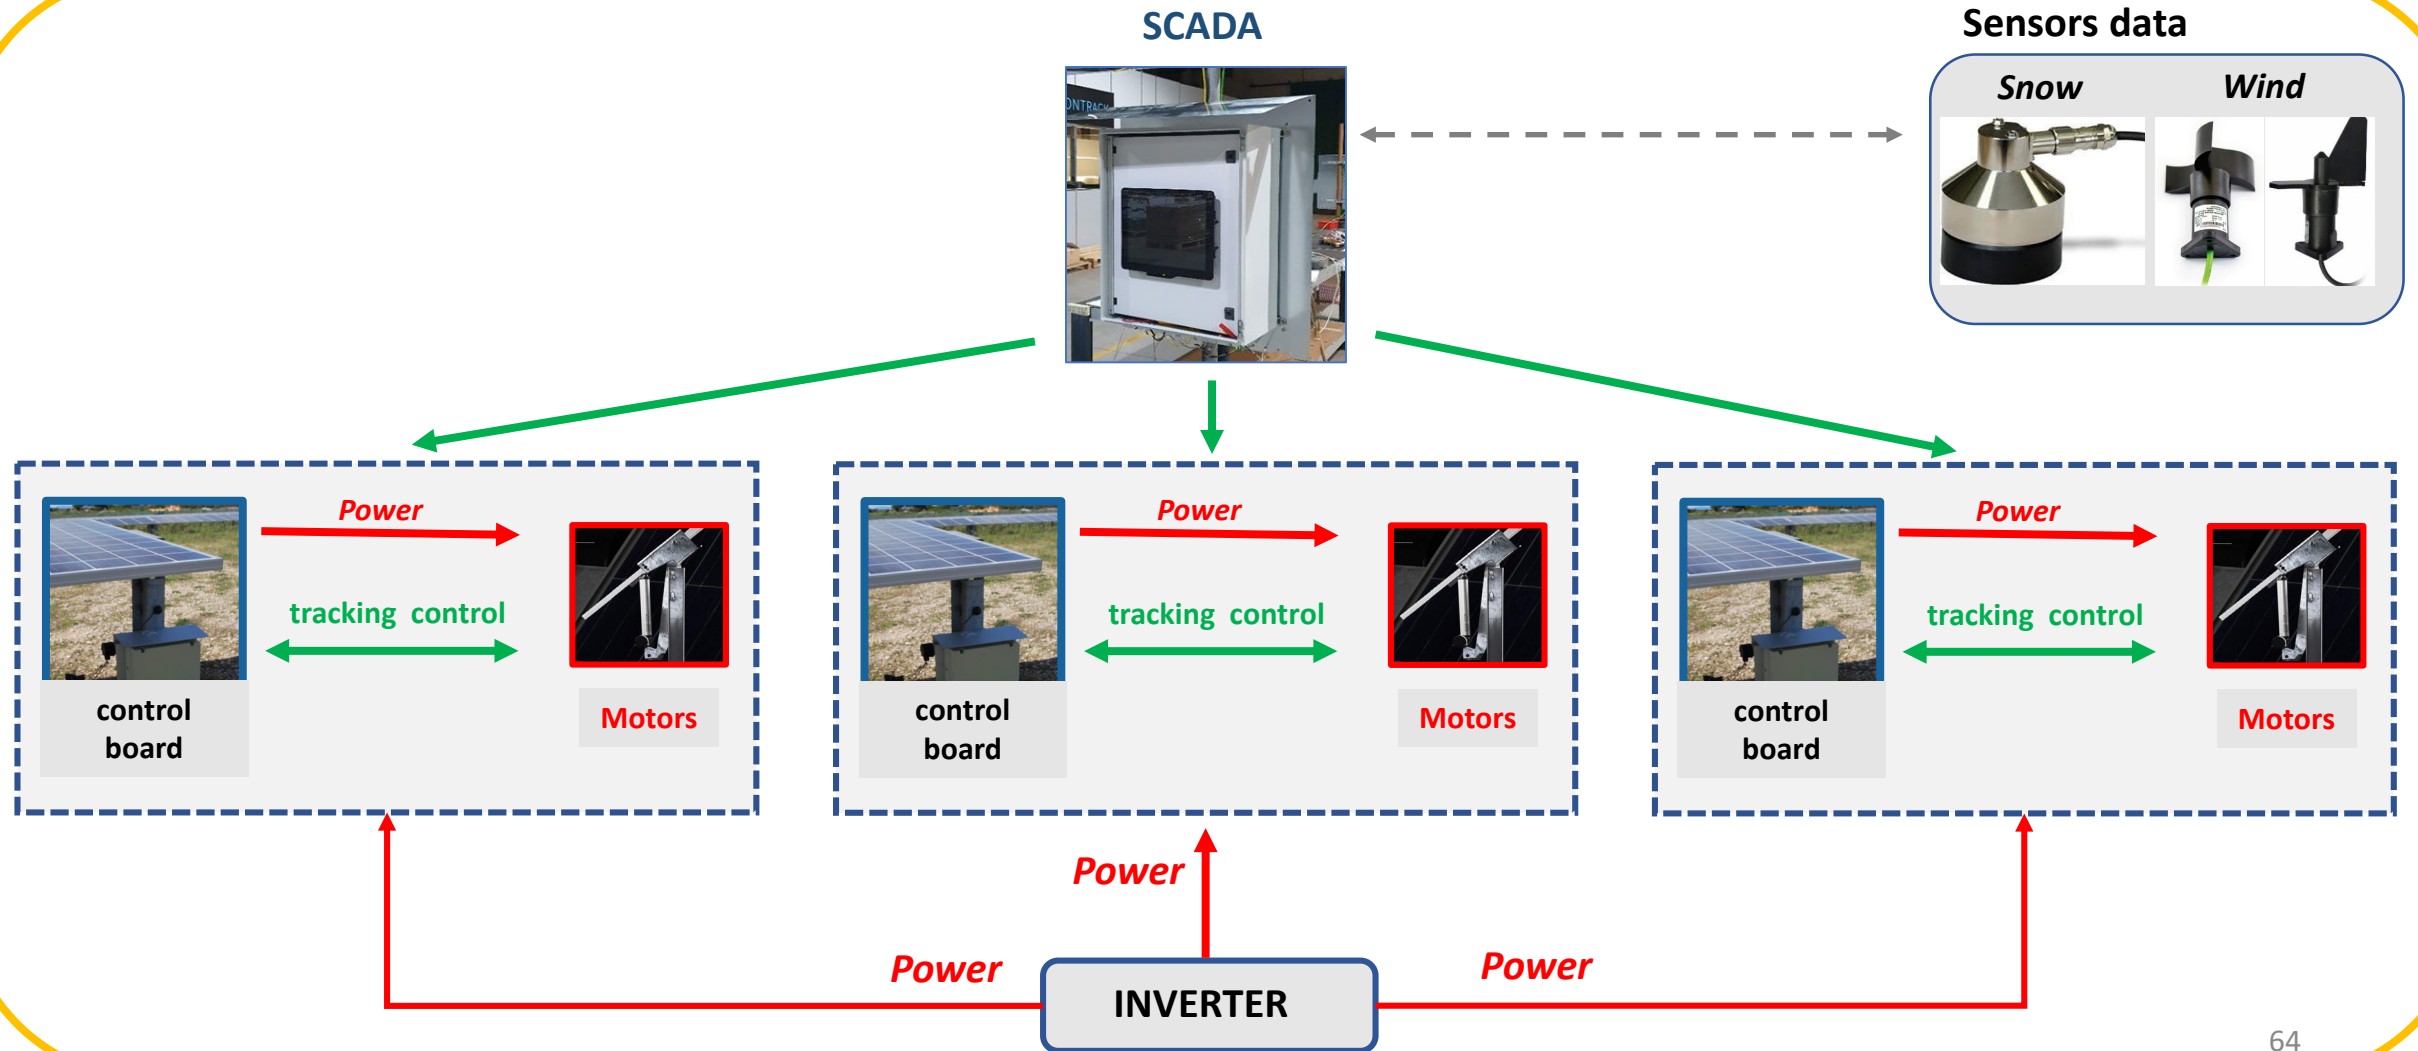 SCADA
Sensors data
Snow
Wind
ONTRACK
Power
tracking control
control
board
Motors
Power
tracking control
control
board
Motors
Power
tracking control
control
board
Motors
Power
Power
Power
INVERTER
64